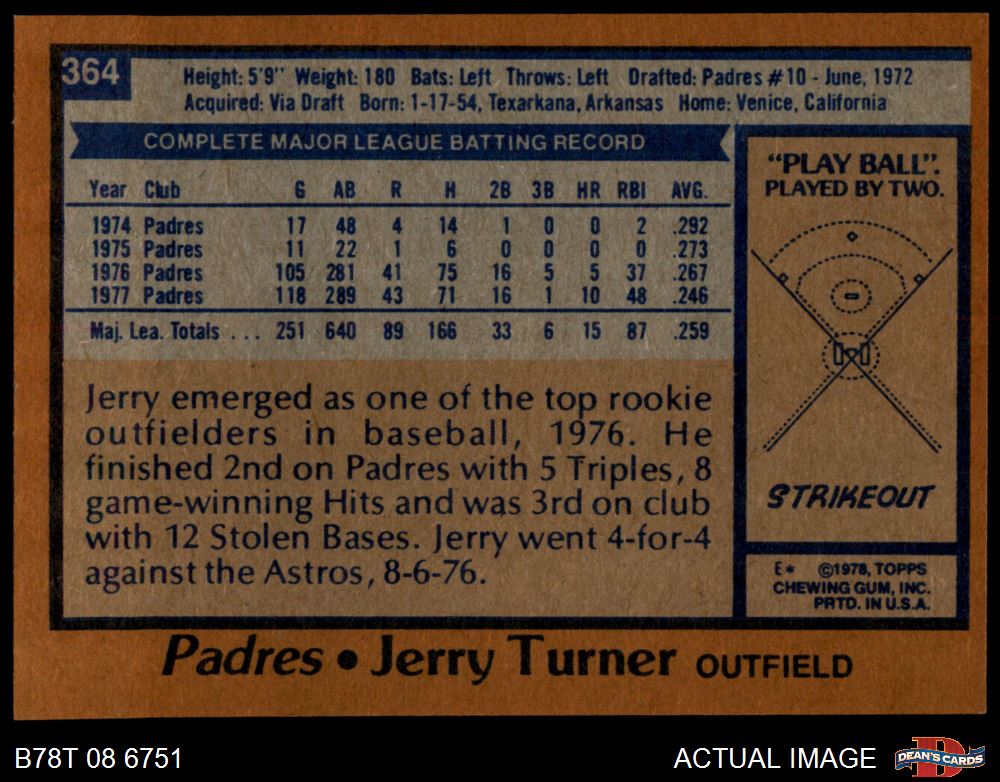 364
Height: 5'9" Weight: 180 Bats: Left Throws: Left Drafted: Padres #10 - June, 1972
Acquired: Via Draft Born: 1-17-54, Texarkana, Arkansas Home: Venice, California
COMPLETE MAJOR LEAGUE BATTING RECORD
Year Club G AB R H 2B 3B HR RBI AVG.
1974 Padres 17 48 4 14 1 0 0 2 .292
1975 Padres 11 22 1 6 0 0 0 0 .273
1976 Padres 105 281 41 75 16 5 5 37 .267
1977 Padres 118 289 43 71 16 1 10 48 .246
Maj. Lea. Totals . . . 251 640 89 166 33 6 15 87 .259
Jerry emerged as one of the top rookie
outfielders in baseball, 1976. He
finished 2nd on Padres with 5 Triples, 8
game-winning Hits and was 3rd on club
with 12 Stolen Bases. Jerry went 4-for-4
against the Astros, 8-6-76.
"PLAY BALL".
PLAYED BY TWO.
STRIKEOUT
E* ©1978, TOPPS
CHEWING GUM, INC.
PRTD. IN U.S.A.
Padres • Jerry Turner OUTFIELD
B78T 08 6751
ACTUAL IMAGE
D
DEAN'S CARDS